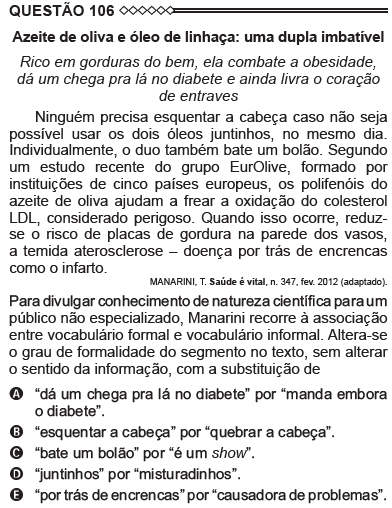 QUESTÃO 106
Azeite de oliva e óleo de linhaça: uma dupla imbatível
Rico em gorduras do bem, ela combate a obesidade,
dá um chega pra lá no diabete e ainda livra o coração
de entraves
Ninguém precisa esquentar a cabeça caso não seja
possível usar os dois óleos juntinhos, no mesmo dia.
Individualmente, o duo também bate um bolão. Segundo
um estudo recente do grupo EurOlive, formado por
instituições de cinco países europeus, os polifenóis do
azeite de oliva ajudam a frear a oxidação do colesterol
LDL, considerado perigoso. Quando isso ocorre, reduz-
se o risco de placas de gordura na parede dos vasos,
a temida aterosclerose – doença por trás de encrencas
como o infarto.
MANARINI, T. Saúde é vital, n. 347, fev. 2012 (adaptado).
Para divulgar conhecimento de natureza científica para um
público não especializado, Manarini recorre à associação
entre vocabulário formal e vocabulário informal. Altera-se
o grau de formalidade do segmento no texto, sem alterar
o sentido da informação, com a substituição de
A “dá um chega pra lá no diabete” por “manda embora
o diabete”.
B “esquentar a cabeça” por “quebrar a cabeça”.
C “bate um bolão” por “é um show”.
D “juntinhos” por “misturadinhos”.
E “por trás de encrencas” por “causadora de problemas”.